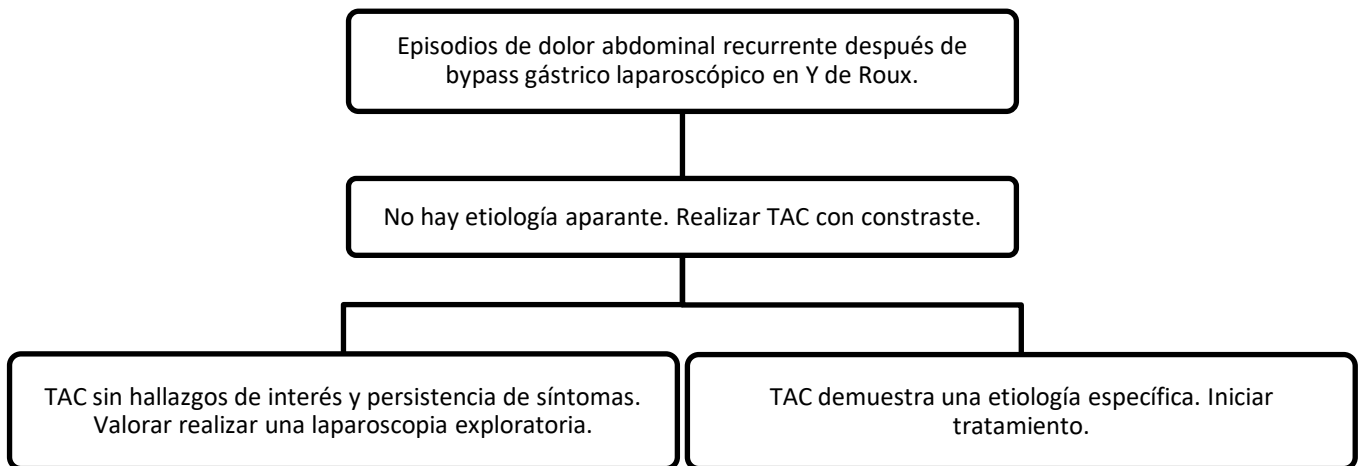 Episodios de dolor abdominal recurrente después de
bypass gástrico laparoscópico en Y de Roux.
No hay etiología aparante. Realizar TAC con constraste.
TAC sin hallazgos de interés y persistencia de síntomas.
Valorar realizar una laparoscopia exploratoria.
TAC demuestra una etiología específica. Iniciar
tratamiento.